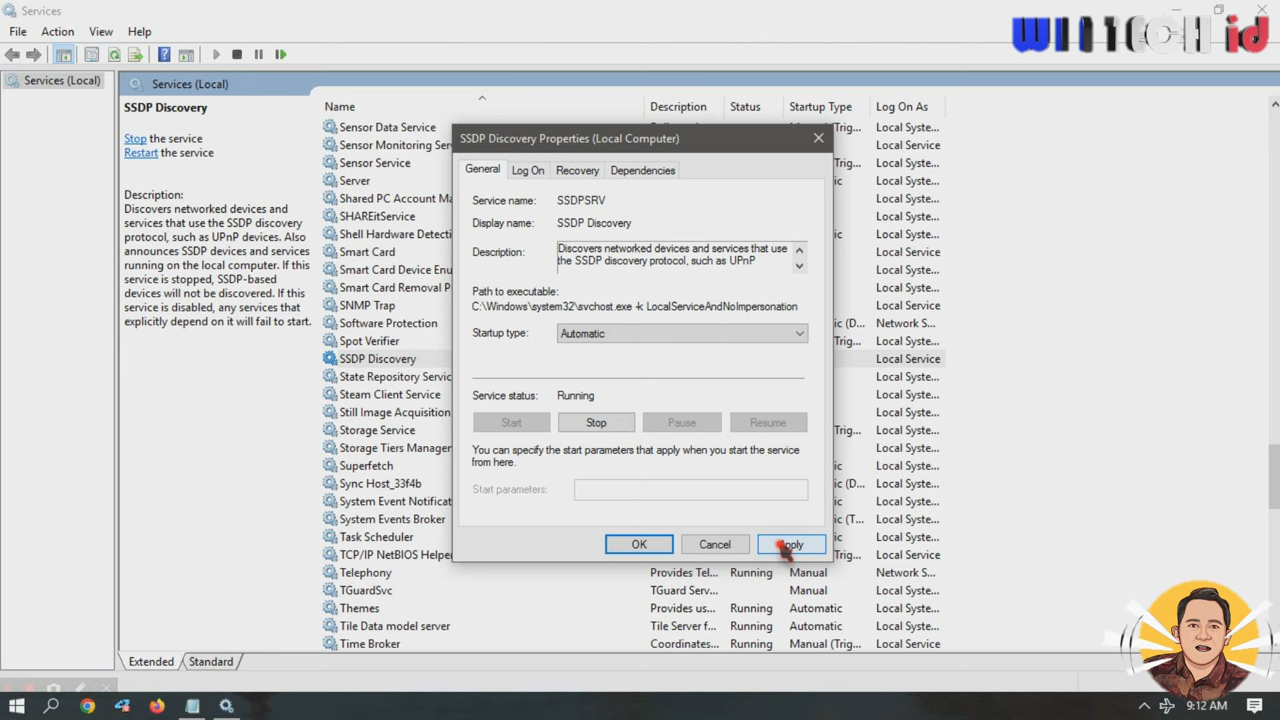 Services
WIITECH id
File Action View Help
Services (Local)
Services (Local)
SSDP Discovery
Stop the service
Restart the service
Description:
Discovers networked devices and
services that use the SSDP discovery
protocol, such as UPnP devices. Also
announces SSDP devices and services
running on the local computer. If this
service is stopped, SSDP-based
devices will not be discovered. If this
service is disabled, any services that
explicitly depend on it will fail to start.
Name Description Status Startup Type Log On As
Sensor Data Service Manual (Trig... Local Syste...
Sensor Monitoring Ser Local Service
Sensor Service Trig... Local Syste...
Server Local Syste...
Shared PC Account M Local Syste...
SHAREitService Local Syste...
Shell Hardware Detecti Local Syste...
Smart Card Trig... Local Service
Smart Card Device Enu Trig... Local Syste...
Smart Card Removal P Local Syste...
SNMP Trap Local Service
Software Protection (D... Network S...
Spot Verifier Trig... Local Syste...
SSDP Discovery Local Service
State Repository Servic Local Syste...
Steam Client Service Local Syste...
Still Image Acquisition Local Syste...
Storage Service Trig... Local Syste...
Storage Tiers Managem Local Syste...
Superfetch Local Syste...
Sync Host_33f4b (D... Local Syste...
System Event Notificat Local Syste...
System Events Broker (T... Local Syste...
Task Scheduler Local Syste...
TCP/IP NetBIOS Helper Trig... Local Service
Telephony Provides Tel... Running Manual Network S...
TGuardSvc TGuard Serv... Manual Local Syste...
Themes Provides us... Running Automatic Local Syste...
Tile Data model server Tile Server f... Running Automatic Local Syste...
Time Broker Coordinates... Running Manual (Trig... Local Service
SSDP Discovery Properties (Local Computer)
General Log On Recovery Dependencies
Service name: SSDPSRV
Display name: SSDP Discovery
Description: Discovers networked devices and services that use
the SSDP discovery protocol, such as UPnP
Path to executable:
C:\Windows\system32\svchost.exe -k LocalServiceAndNoImpersonation
Startup type: Automatic
Service status: Running
Start Stop Pause Resume
You can specify the start parameters that apply when you start the service
from here.
Start parameters:
OK Cancel Apply
Extended Standard
9:12 AM